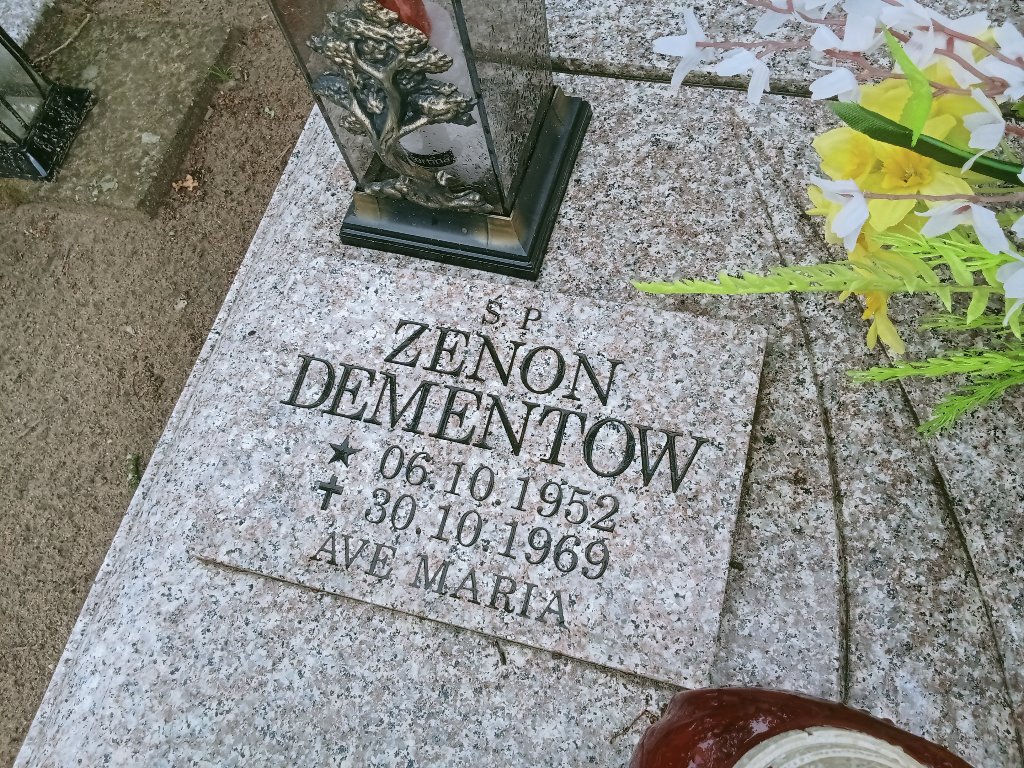 Ś. P.
ZENON
DEMENTOW
06.10.1952
30.10.1969
AVE MARIA